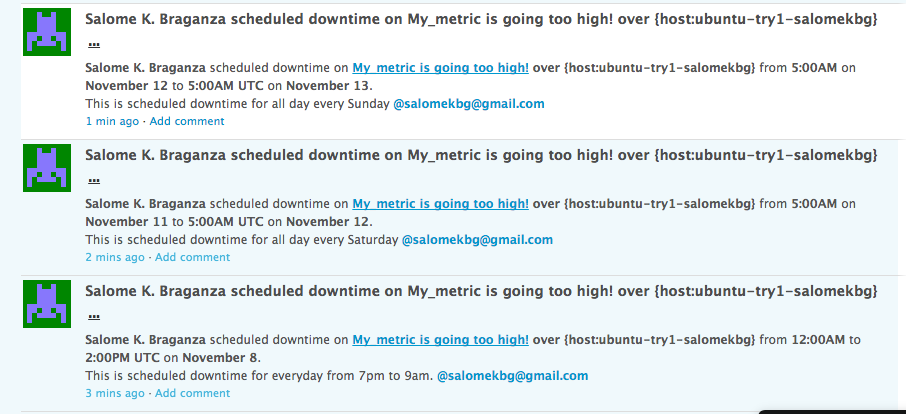 Salome K. Braganza scheduled downtime on My_metric is going too high! over {host:ubuntu-try1-salomekbg}
...
Salome K. Braganza scheduled downtime on My_metric is going too high! over {host:ubuntu-try1-salomekbg} from 5:00AM on
November 12 to 5:00AM UTC on November 13.
This is scheduled downtime for all day every Sunday @salomekbg@gmail.com
1 min ago · Add comment
Salome K. Braganza scheduled downtime on My_metric is going too high! over {host:ubuntu-try1-salomekbg}
...
Salome K. Braganza scheduled downtime on My_metric is going too high! over {host:ubuntu-try1-salomekbg} from 5:00AM on
November 11 to 5:00AM UTC on November 12.
This is scheduled downtime for all day every Saturday @salomekbg@gmail.com
2 mins ago · Add comment
Salome K. Braganza scheduled downtime on My_metric is going too high! over {host:ubuntu-try1-salomekbg}
...
Salome K. Braganza scheduled downtime on My_metric is going too high! over {host:ubuntu-try1-salomekbg} from 12:00AM to
2:00PM UTC on November 8.
This is scheduled downtime for everyday from 7pm to 9am. @salomekbg@gmail.com
3 mins ago · Add comment